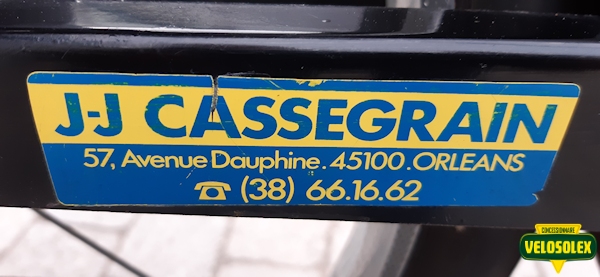 J-J CASSEGRAIN
57, Avenue Dauphine. 45100. ORLEANS
☎ (38) 66.16.62
CONCESSIONNAIRE
VELOSOLEX